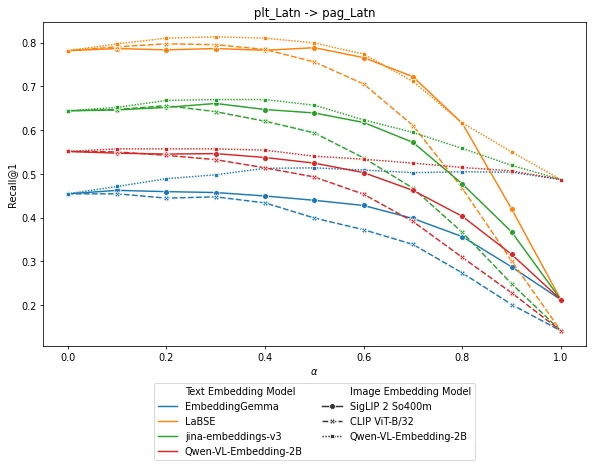 plt_Latn -> pag_Latn
Recall@1
0.8
0.7
0.6
0.5
0.4
0.3
0.2
0.0 0.2 0.4 0.6 0.8 1.0
α
Text Embedding Model Image Embedding Model
EmbeddingGemma SigLIP 2 So400m
LaBSE CLIP ViT-B/32
jina-embeddings-v3 Qwen-VL-Embedding-2B
Qwen-VL-Embedding-2B